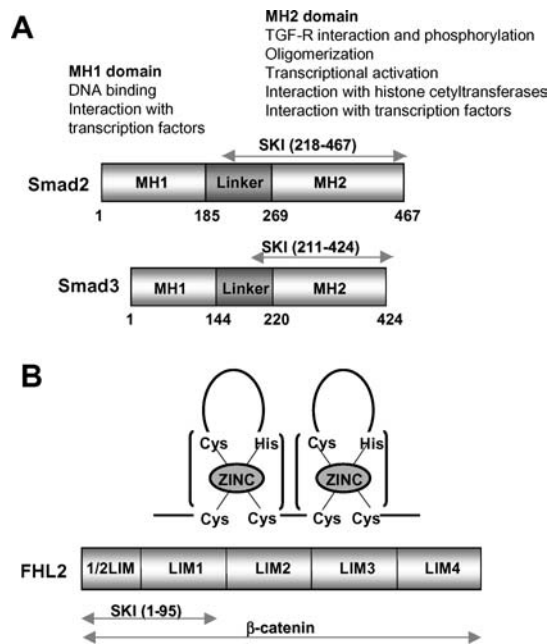 A
MH1 domain
DNA binding
Interaction with
transcription factors
MH2 domain
TGF-R interaction and phosphorylation
Oligomerization
Transcriptional activation
Interaction with histone cetyltransferases
Interaction with transcription factors
SKI (218-467)
Smad2 MH1 Linker MH2
1 185 269 467
SKI (211-424)
Smad3 MH1 Linker MH2
1 144 220 424
B
Cys His Cys His
ZINC ZINC
Cys Cys Cys Cys
FHL2 1/2LIM LIM1 LIM2 LIM3 LIM4
SKI (1-95)
β-catenin